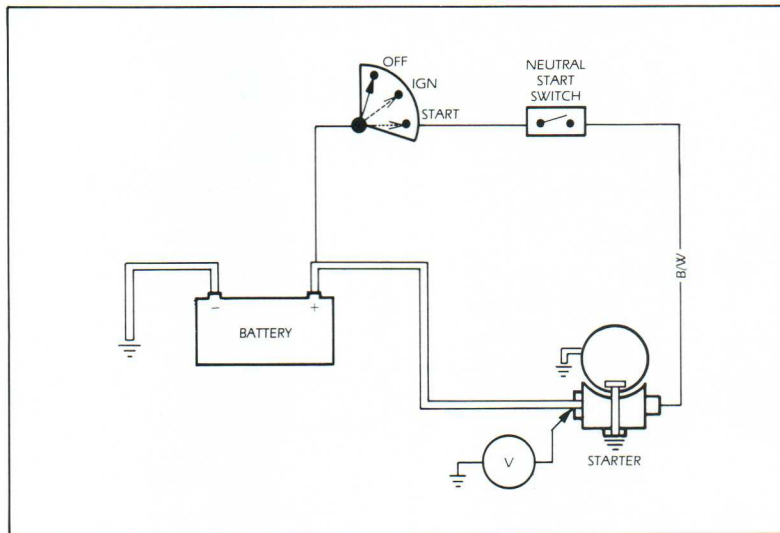 OFF
IGN
START
NEUTRAL
START
SWITCH
B/W
−
+
BATTERY
V
STARTER